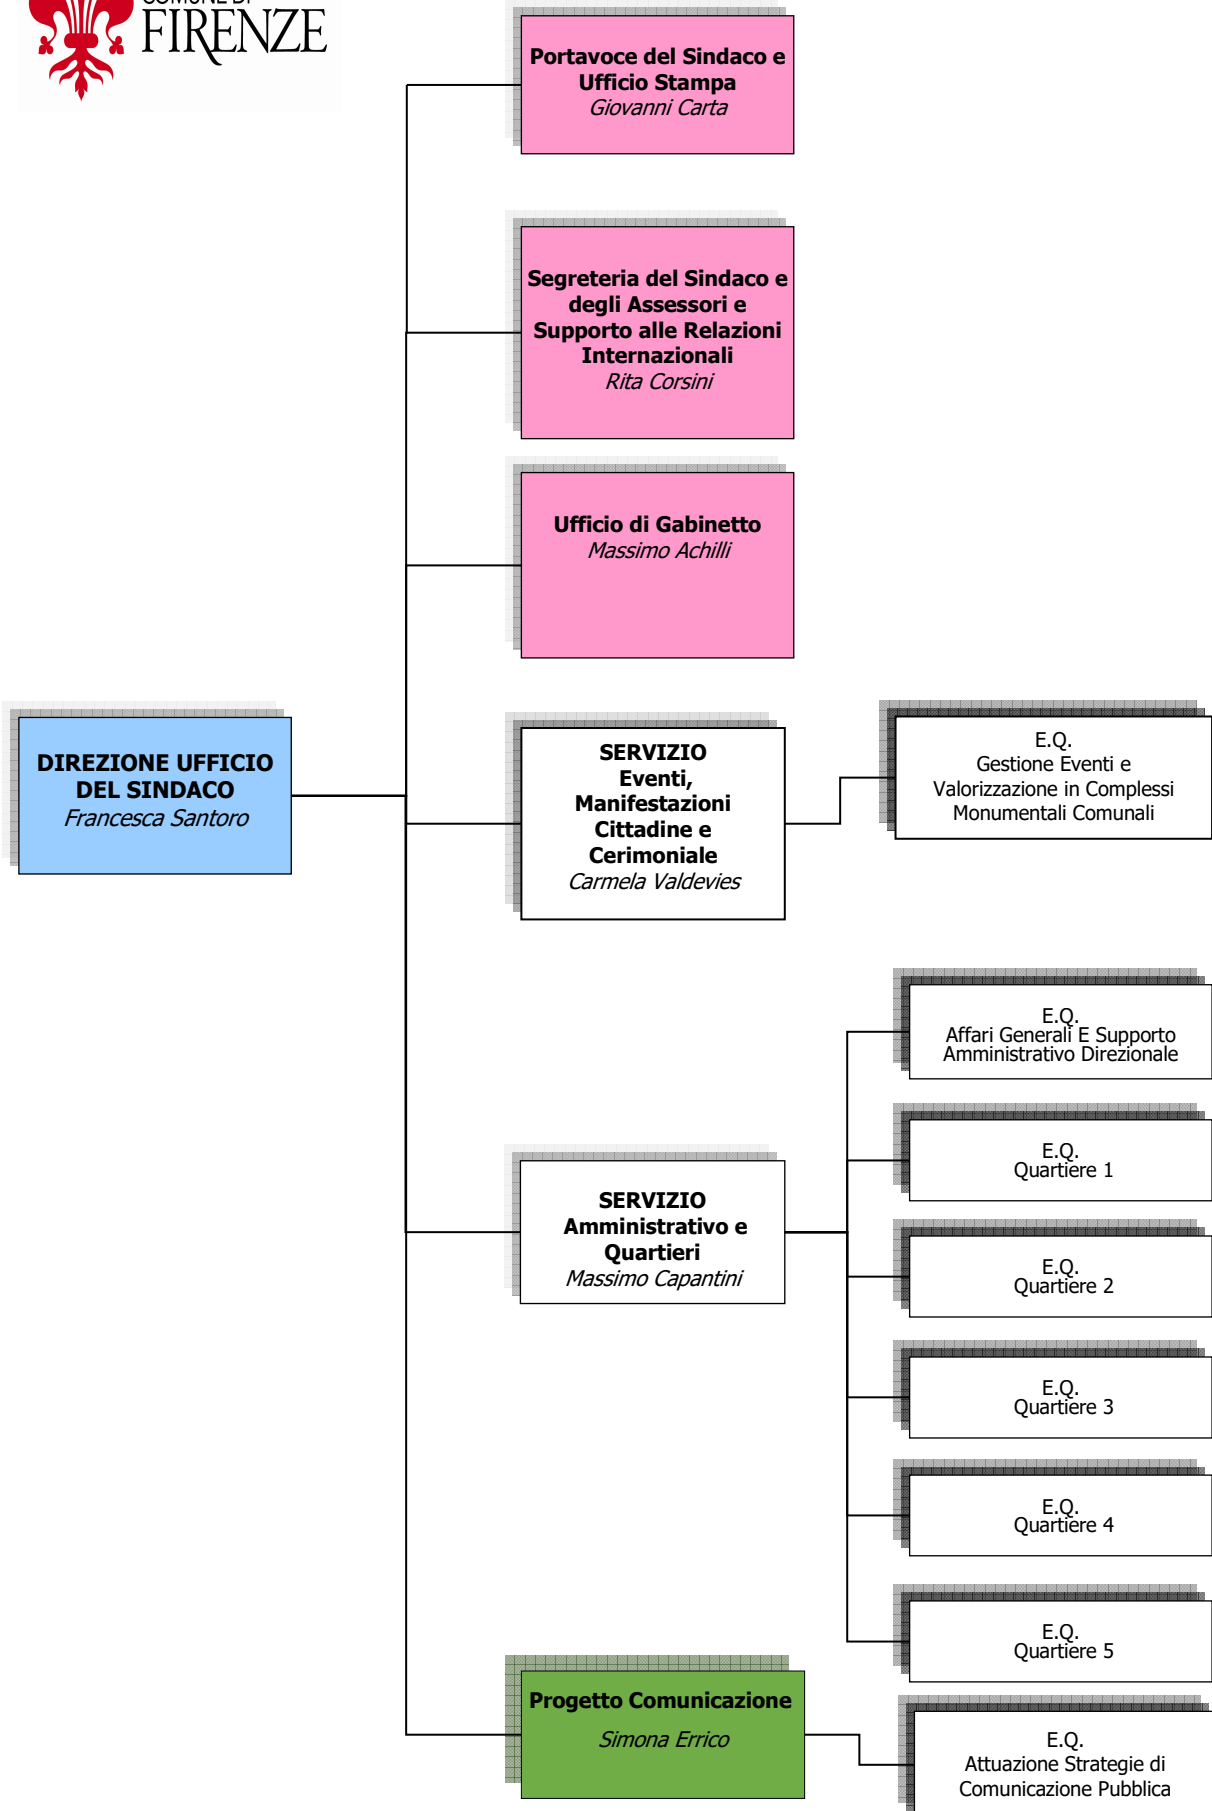 COMUNE DI
FIRENZE
Portavoce del Sindaco e
Ufficio Stampa
Giovanni Carta
Segreteria del Sindaco e
degli Assessori e
Supporto alle Relazioni
Internazionali
Rita Corsini
Ufficio di Gabinetto
Massimo Achilli
DIREZIONE UFFICIO
DEL SINDACO
Francesca Santoro
SERVIZIO
Eventi,
Manifestazioni
Cittadine e
Cerimoniale
Carmela Valdevies
E.Q.
Gestione Eventi e
Valorizzazione in Complessi
Monumentali Comunali
SERVIZIO
Amministrativo e
Quartieri
Massimo Capantini
E.Q.
Affari Generali E Supporto
Amministrativo Direzionale
E.Q.
Quartiere 1
E.Q.
Quartiere 2
E.Q.
Quartiere 3
E.Q.
Quartiere 4
E.Q.
Quartiere 5
Progetto Comunicazione
Simona Errico
E.Q.
Attuazione Strategie di
Comunicazione Pubblica